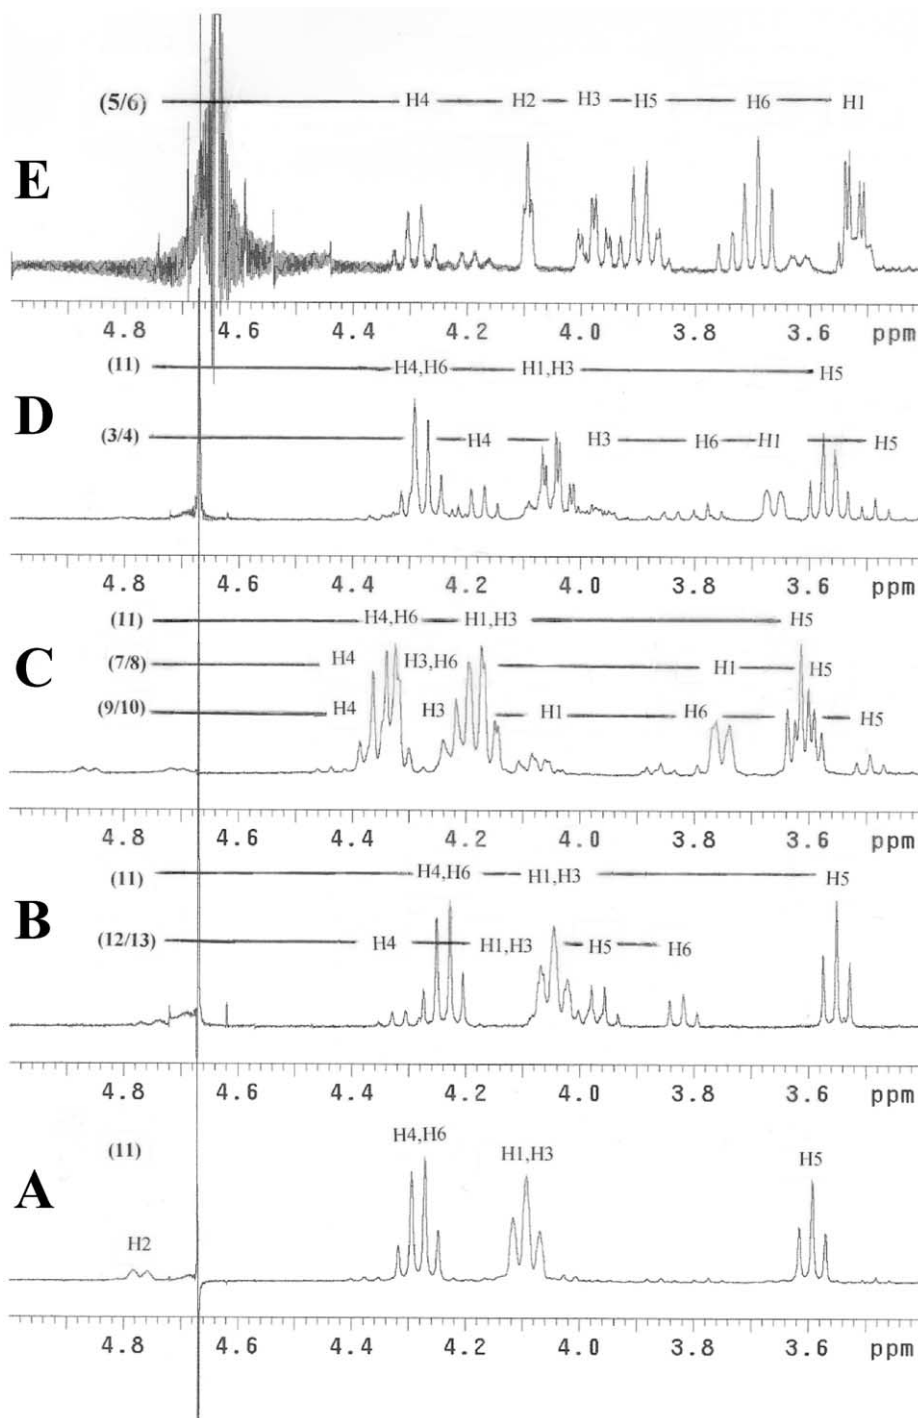 (5/6) H4 H2 H3 H5 H6 H1
E
4.8 4.6 4.4 4.2 4.0 3.8 3.6 ppm
(11) H4,H6 H1,H3 H5
D
(3/4) H4 H3 H6 H1 H5
4.8 4.6 4.4 4.2 4.0 3.8 3.6 ppm
(11) H4,H6 H1,H3 H5
C
(7/8) H4 H3,H6 H1 H5
(9/10) H4 H3 H1 H6 H5
4.8 4.6 4.4 4.2 4.0 3.8 3.6 ppm
(11) H4,H6 H1,H3 H5
B
(12/13) H4 H1,H3 H5 H6
4.8 4.6 4.4 4.2 4.0 3.8 3.6 ppm
(11) H4,H6 H1,H3 H5
A
H2
4.8 4.6 4.4 4.2 4.0 3.8 3.6 ppm